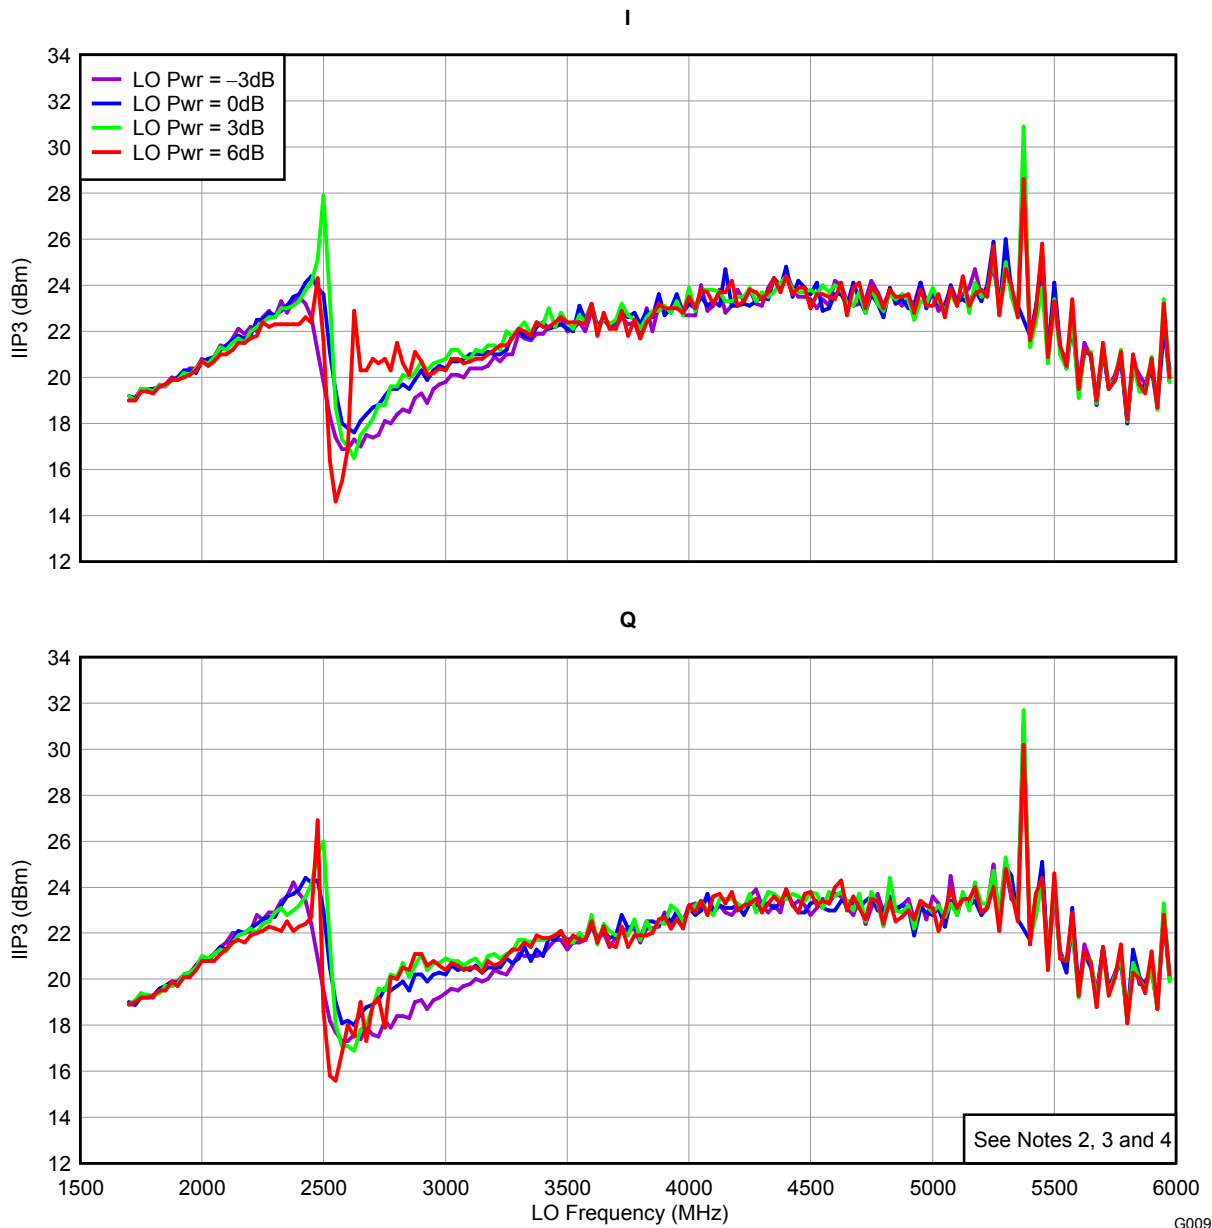 I
34
32
30
28
26
24
22
20
18
16
14
12
IIP3 (dBm)
LO Pwr = –3dB
LO Pwr = 0dB
LO Pwr = 3dB
LO Pwr = 6dB
Q
34
32
30
28
26
24
22
20
18
16
14
12
IIP3 (dBm)
See Notes 2, 3 and 4
1500 2000 2500 3000 3500 4000 4500 5000 5500 6000
LO Frequency (MHz)
G009